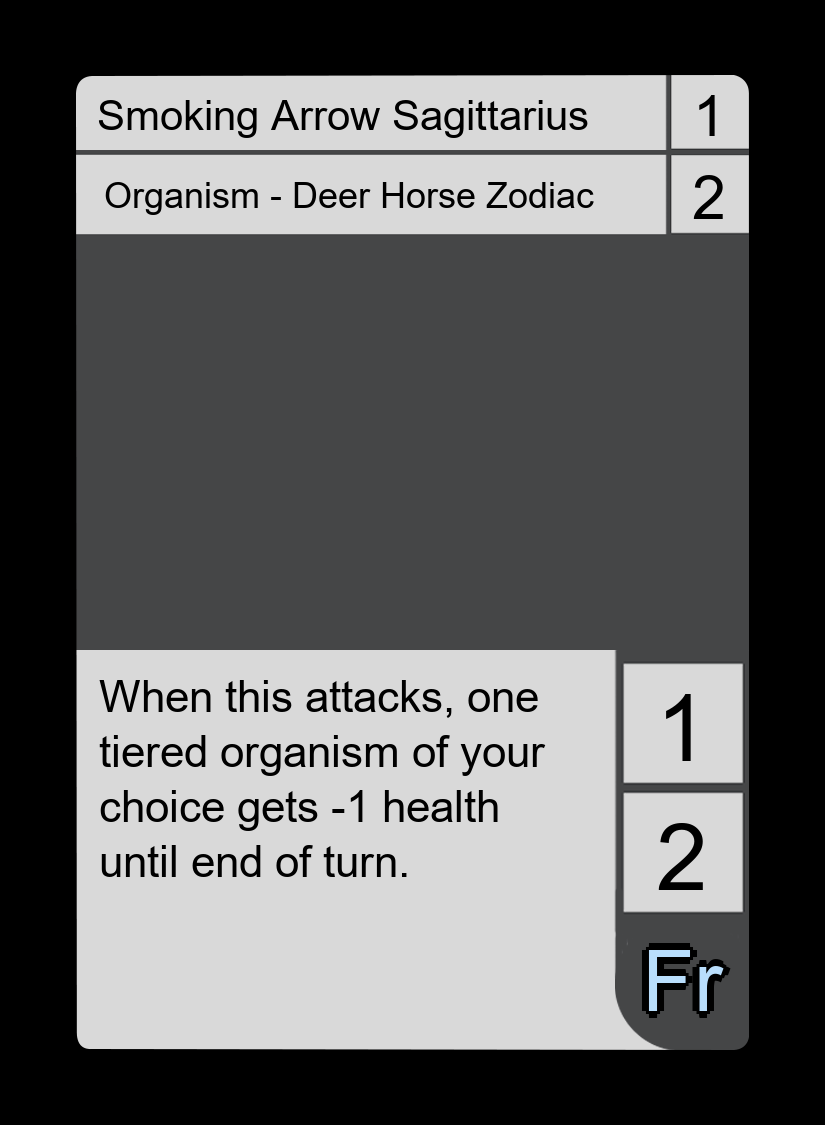 Smoking Arrow Sagittarius 1
Organism - Deer Horse Zodiac 2
When this attacks, one
tiered organism of your
choice gets -1 health
until end of turn.
1
2
Fr